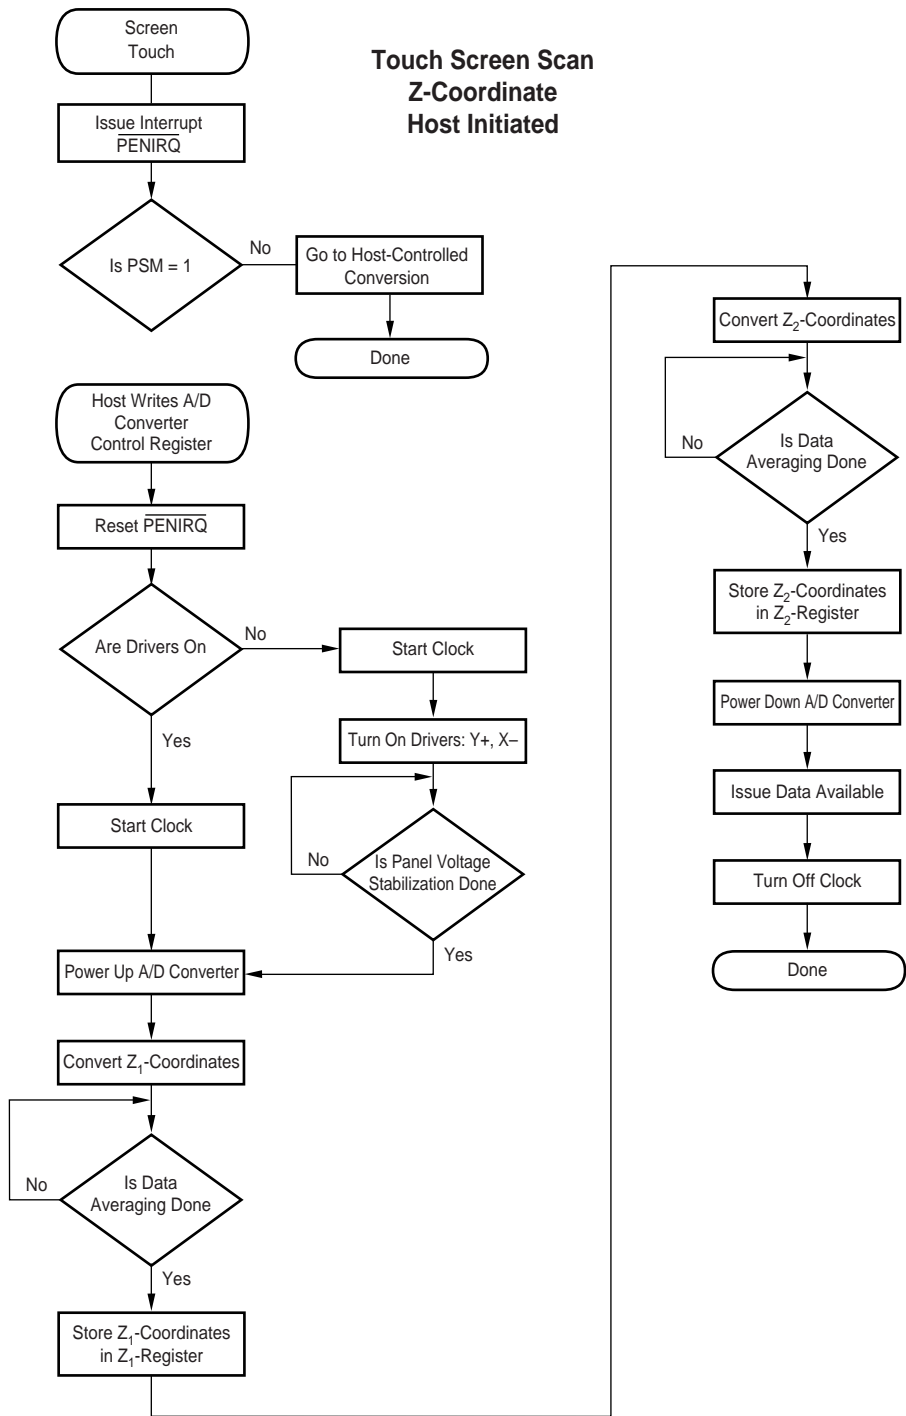 Touch Screen Scan
Z-Coordinate
Host Initiated
Screen
Touch
Issue Interrupt
PENIRQ
Is PSM = 1
No
Go to Host-Controlled
Conversion
Done
Host Writes A/D
Converter
Control Register
Reset PENIRQ
Are Drivers On
No
Start Clock
Turn On Drivers: Y+, X–
Is Panel Voltage
Stabilization Done
No
Yes
Yes
Start Clock
Power Up A/D Converter
Convert Z₁-Coordinates
Is Data
Averaging Done
No
Yes
Store Z₁-Coordinates
in Z₁-Register
Convert Z₂-Coordinates
Is Data
Averaging Done
No
Yes
Store Z₂-Coordinates
in Z₂-Register
Power Down A/D Converter
Issue Data Available
Turn Off Clock
Done